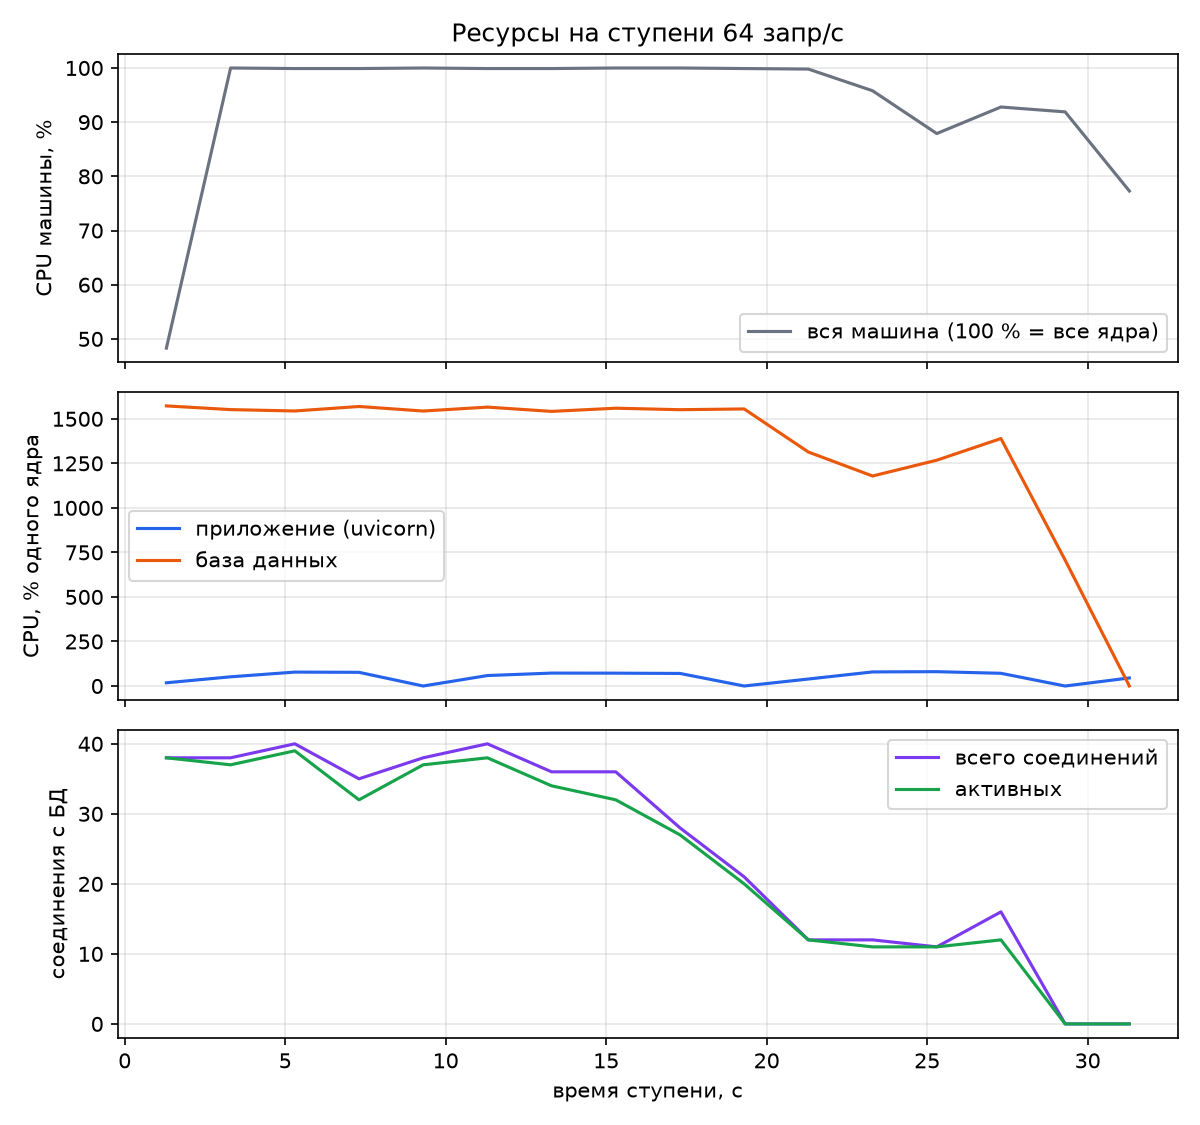 Ресурсы на ступени 64 запр/с
CPU машины, %
100
90
80
70
60
50
вся машина (100 % = все ядра)
CPU, % одного ядра
1500
1250
1000
750
500
250
0
приложение (uvicorn)
база данных
соединения с БД
40
30
20
10
0
всего соединений
активных
0 5 10 15 20 25 30
время ступени, с